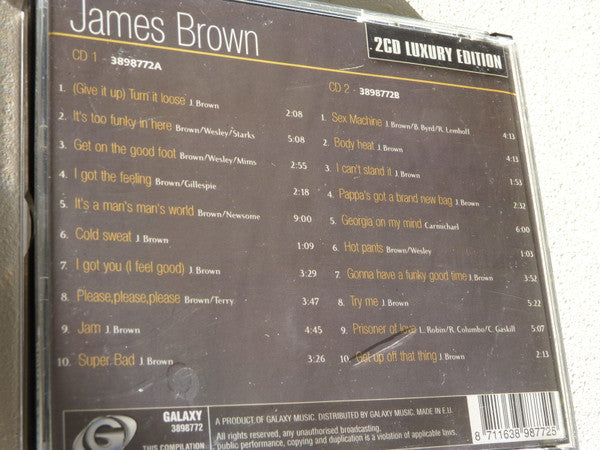 James Brown
2CD LUXURY EDITION
CD 1 - 3898772A
1. (Give it up) Turn it loose J. Brown 2:08
2. It's too funky in here Brown/Wesley/Starks 5:08
3. Get on the good foot Brown/Wesley/Mims 2:55
4. I got the feeling Brown/Gillespie 2:18
5. It's a man's man's world Brown/Newsome 9:00
6. Cold sweat J. Brown 1:09
7. I got you (I feel good) J. Brown 3:29
8. Please,please,please Brown/Terry 3:47
9. Jam J. Brown 4:45
10. Super Bad J. Brown 3:26
CD 2 - 3898772B
1. Sex Machine J. Brown/B. Byrd/R. Lenhoff 4:13
2. Body heat J. Brown 4:13
3. I can't stand it J. Brown 1:53
4. Pappa's got a brand new bag J. Brown 2:32
5. Georgia on my mind Carmichael 6:00
6. Hot pants Brown/Wesley 1:03
7. Gonna have a funky good time J. Brown 3:52
8. Try me J. Brown 5:22
9. Prisoner of love L. Robin/R. Columbo/C. Gaskill 5:07
10. Got up off that thing J. Brown 2:13
G
GALAXY
3898772
THIS COMPILATION
A PRODUCT OF GALAXY MUSIC. DISTRIBUTED BY GALAXY MUSIC. MADE IN E.U.
All rights reserved, any unauthorised broadcasting,
public performance, copying and duplication is a violation of applicable laws.
8 711638 987725